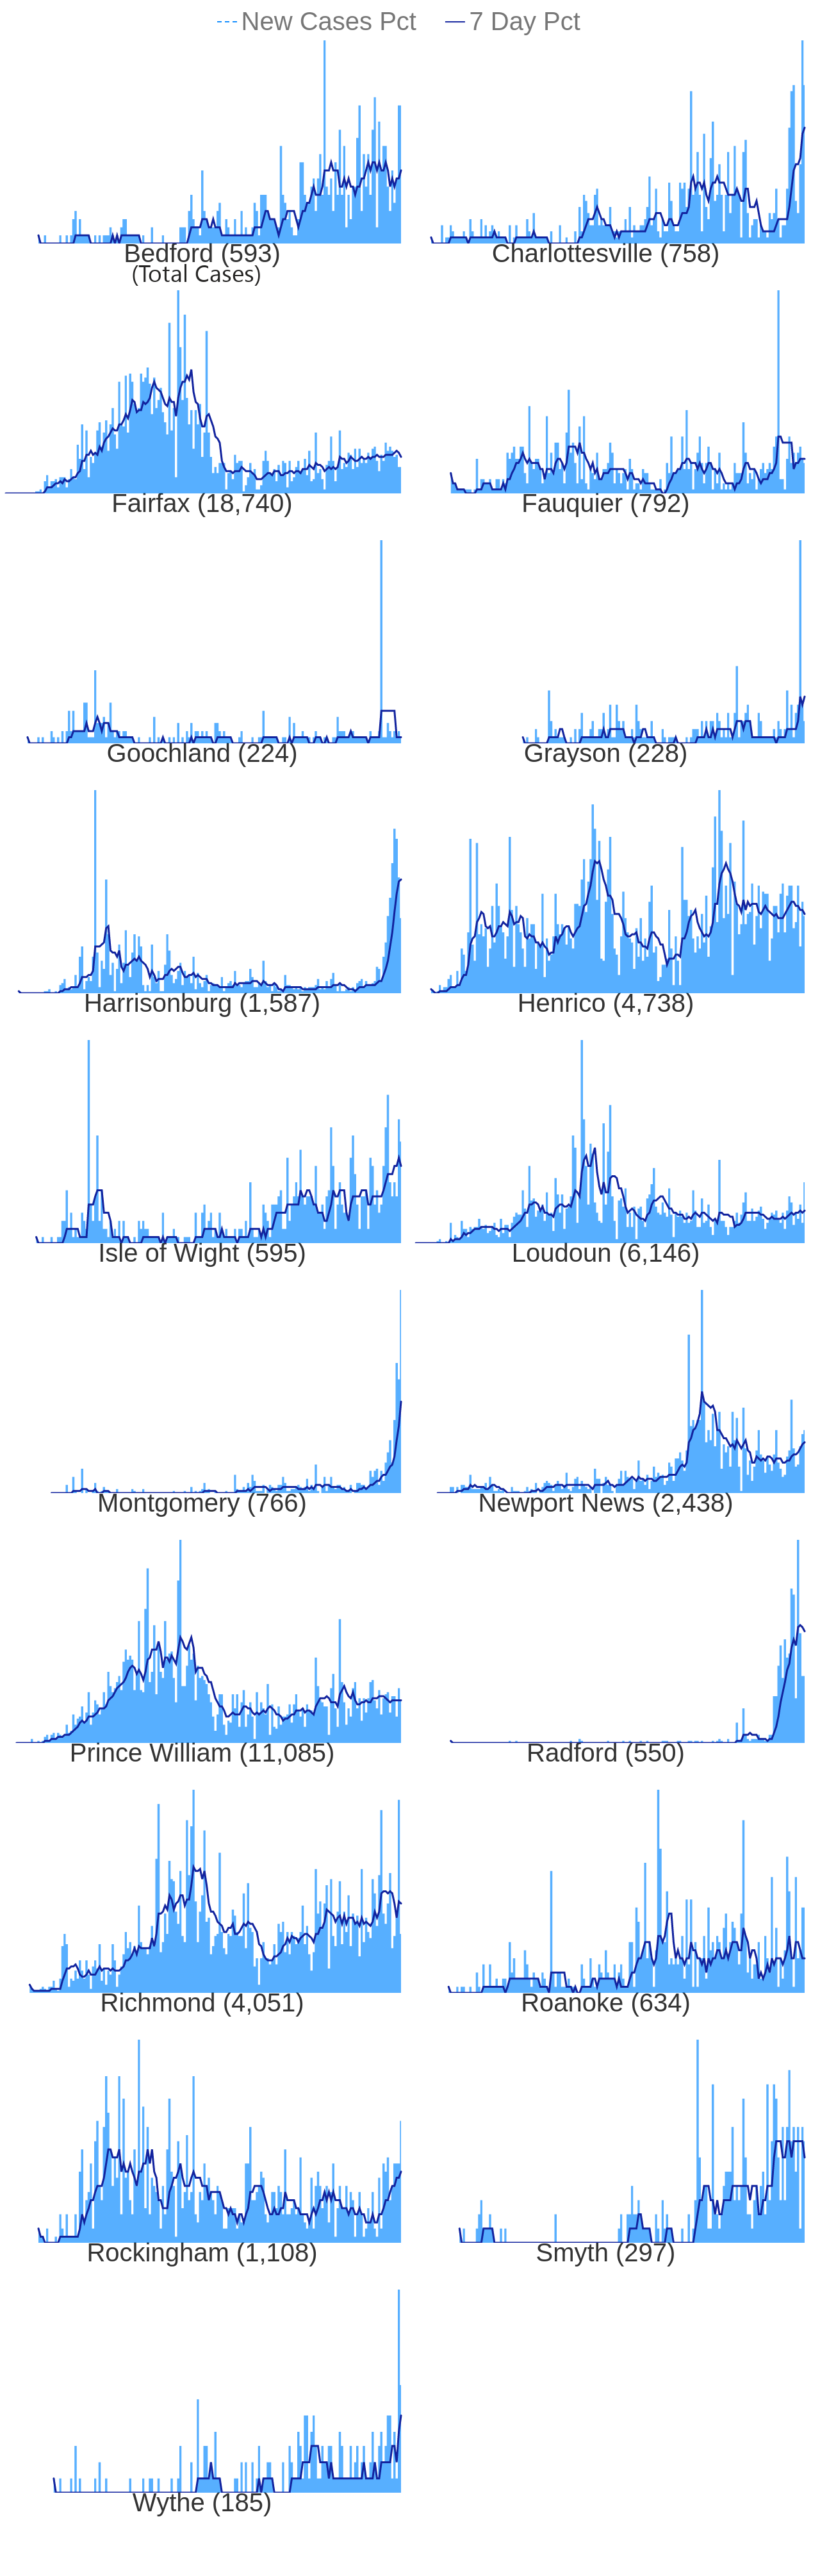 New Cases Pct 7 Day Pct
Bedford (593) Charlottesville (758)
(Total Cases)
Fairfax (18,740) Fauquier (792)
Goochland (224) Grayson (228)
Harrisonburg (1,587) Henrico (4,738)
Isle of Wight (595) Loudoun (6,146)
Montgomery (766) Newport News (2,438)
Prince William (11,085) Radford (550)
Richmond (4,051) Roanoke (634)
Rockingham (1,108) Smyth (297)
Wythe (185)